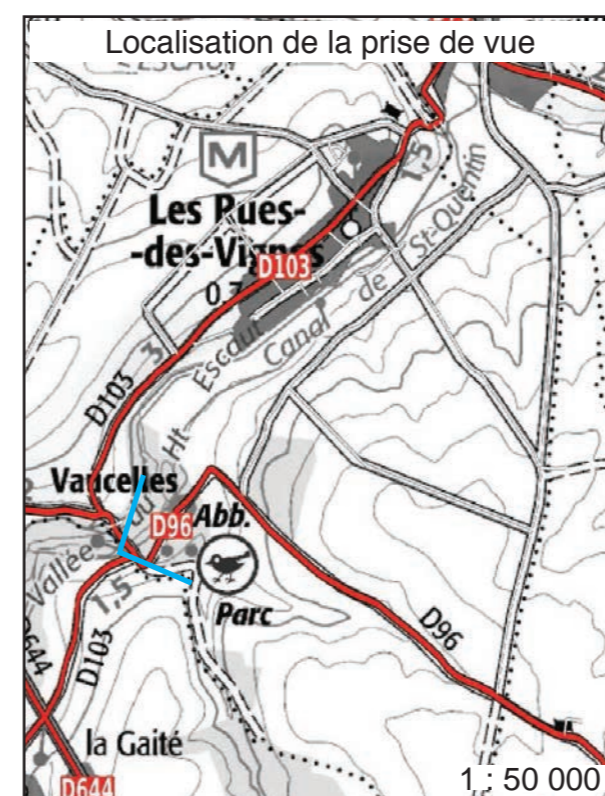 Localisation de la prise de vue
M
Les Rues-
-des-Vignes
D103
0.7
1,5
Escaut
Canal de St-Quentin
3
D103
Ht
Vaucelles
D96
Abb.
Vallée du
1,5
Parc
D96
D103
D644
la Gaité
D644
1 : 50 000